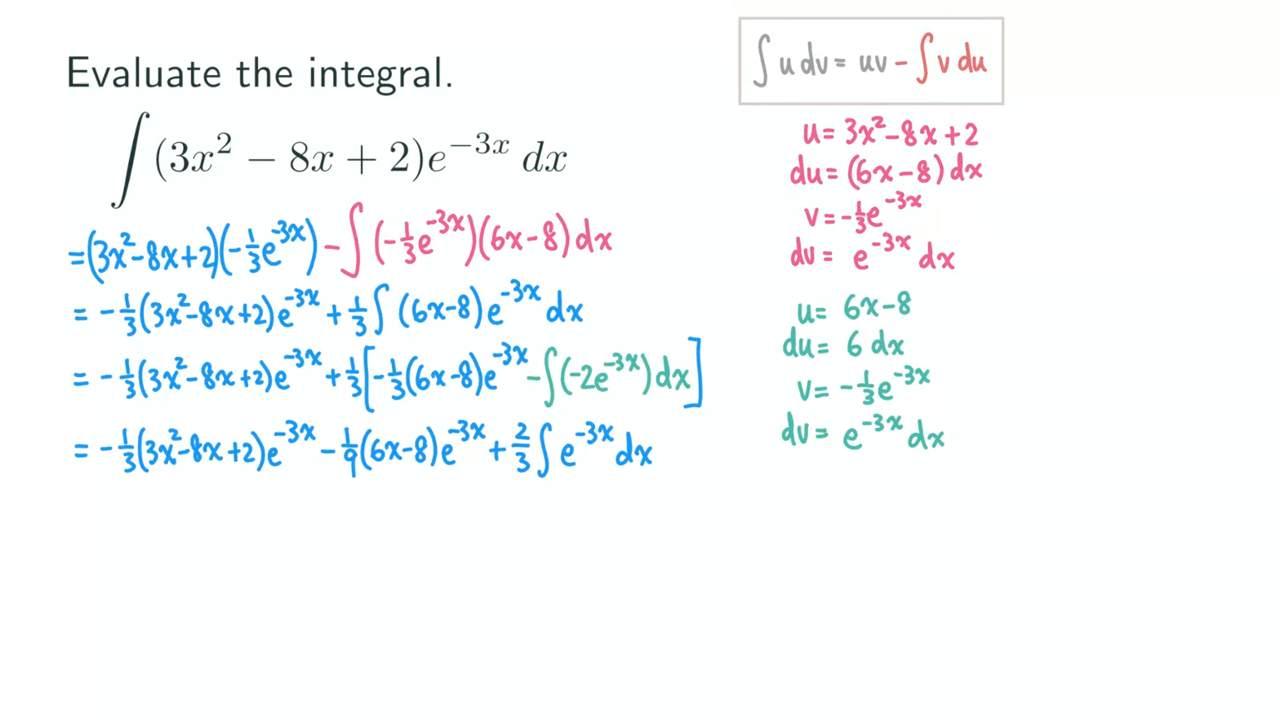 Evaluate the integral.
∫(3x² − 8x + 2)e⁻³ˣ dx
=(3x²-8x+2)(-1/3 e⁻³ˣ) - ∫(-1/3 e⁻³ˣ)(6x-8)dx
= -1/3(3x²-8x+2)e⁻³ˣ + 1/3 ∫(6x-8)e⁻³ˣ dx
= -1/3(3x²-8x+2)e⁻³ˣ + 1/3[-1/3(6x-8)e⁻³ˣ - ∫(-2e⁻³ˣ)dx]
= -1/3(3x²-8x+2)e⁻³ˣ - 1/9(6x-8)e⁻³ˣ + 2/3 ∫e⁻³ˣ dx
∫u dv = uv - ∫v du
u= 3x²-8x+2
du= (6x-8)dx
v= -1/3 e⁻³ˣ
dv= e⁻³ˣ dx
u= 6x-8
du= 6 dx
v= -1/3 e⁻³ˣ
dv= e⁻³ˣ dx